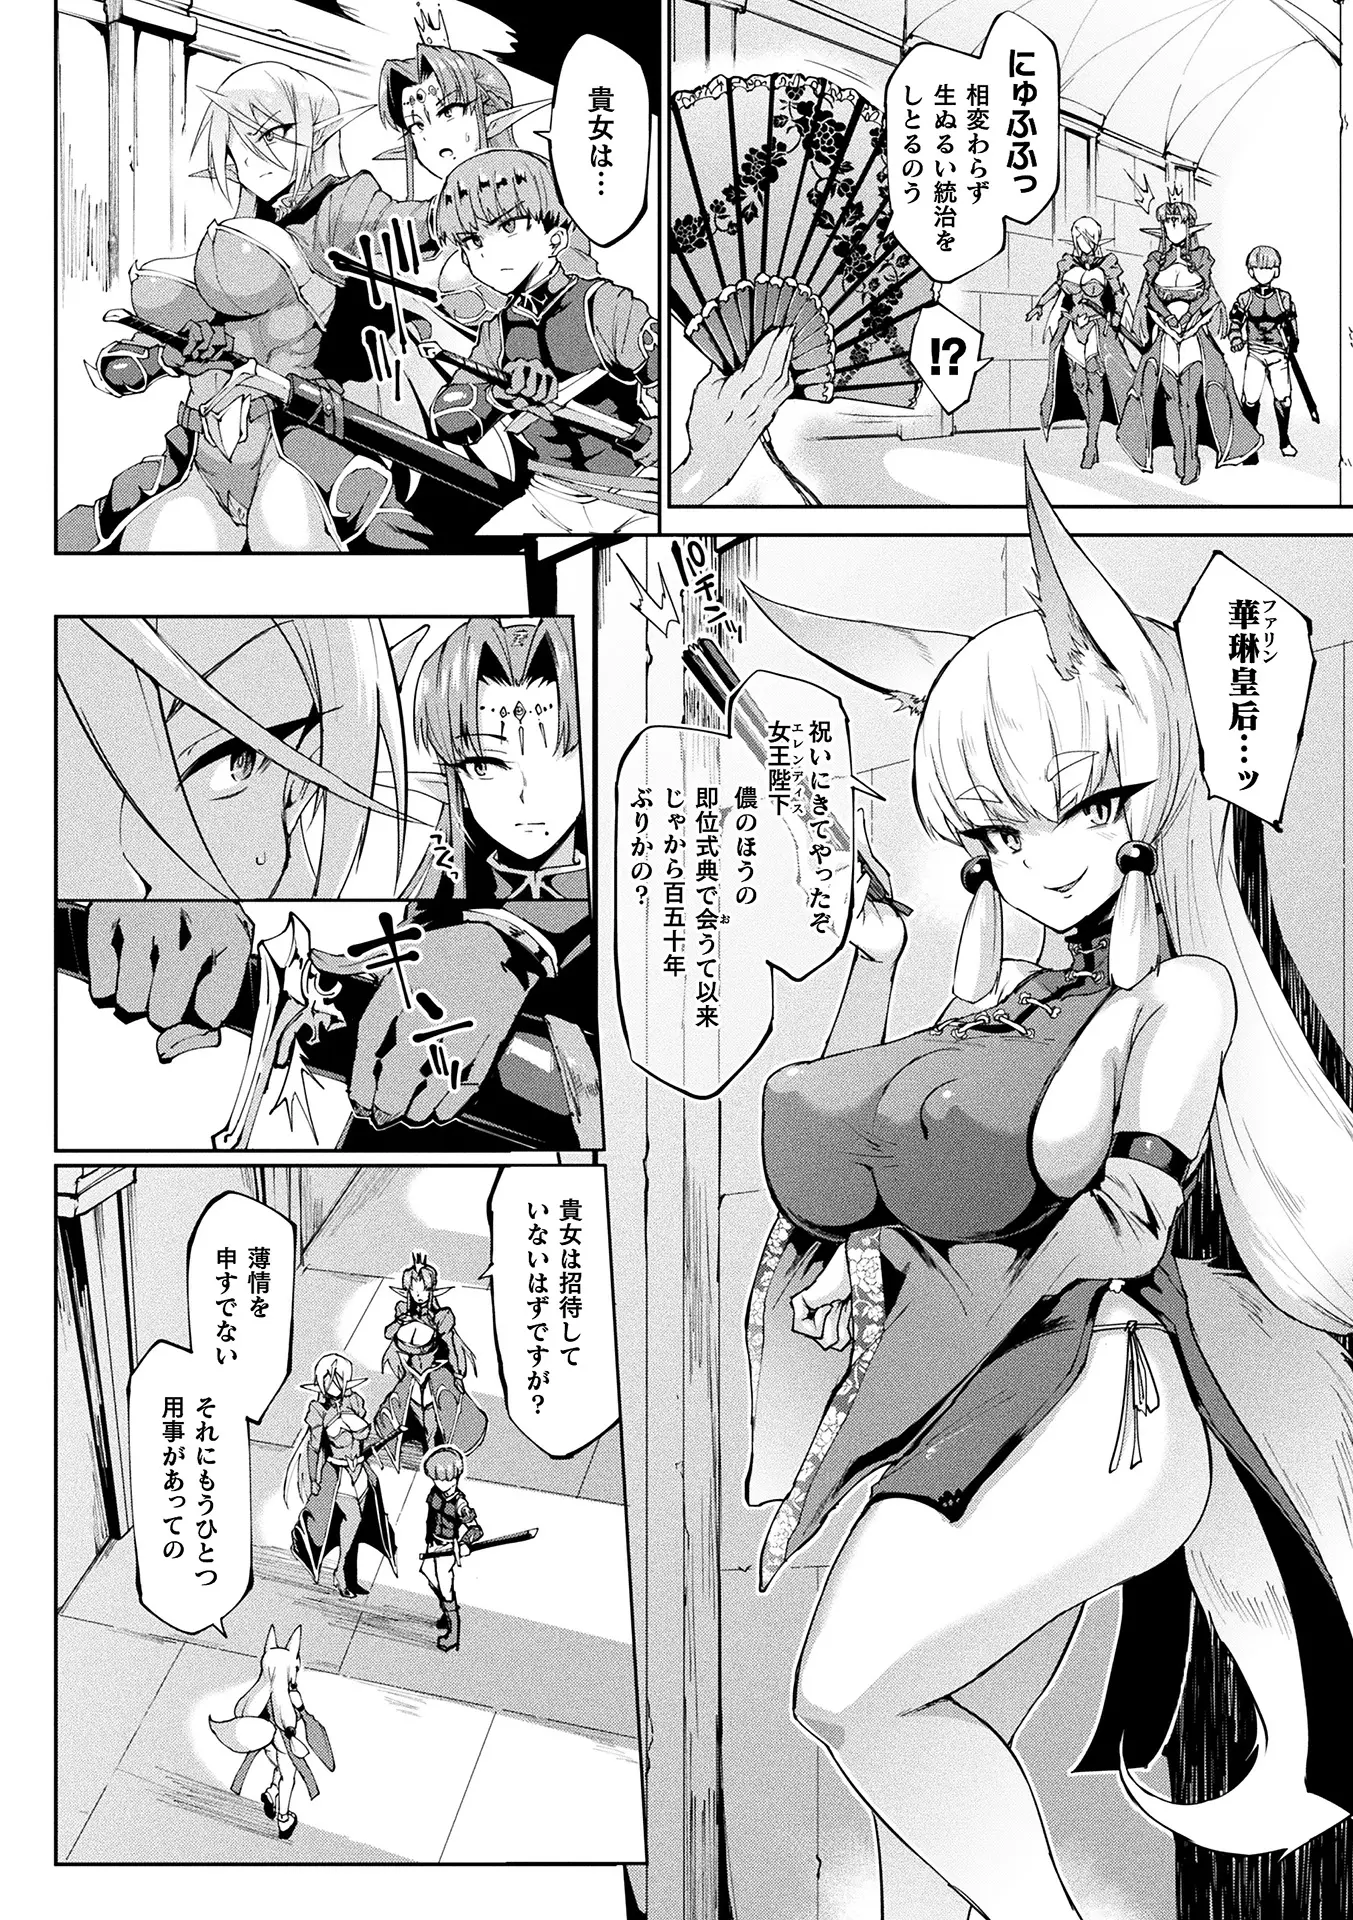 にゅふふっ
相変わらず
生ぬるい統治を
しとるのう
!?
貴女は…
華琳皇后…ッ
ファリン
パチンッ
祝いにきてやったぞ
女王陛下
エレンディス
儂のほうの
即位式典で会うて以来
お
じゃから百五十年
ぶりかの?
チキ
貴女は招待して
いないはずですが?
薄情を
申すでない
それにもうひとつ
用事があっての